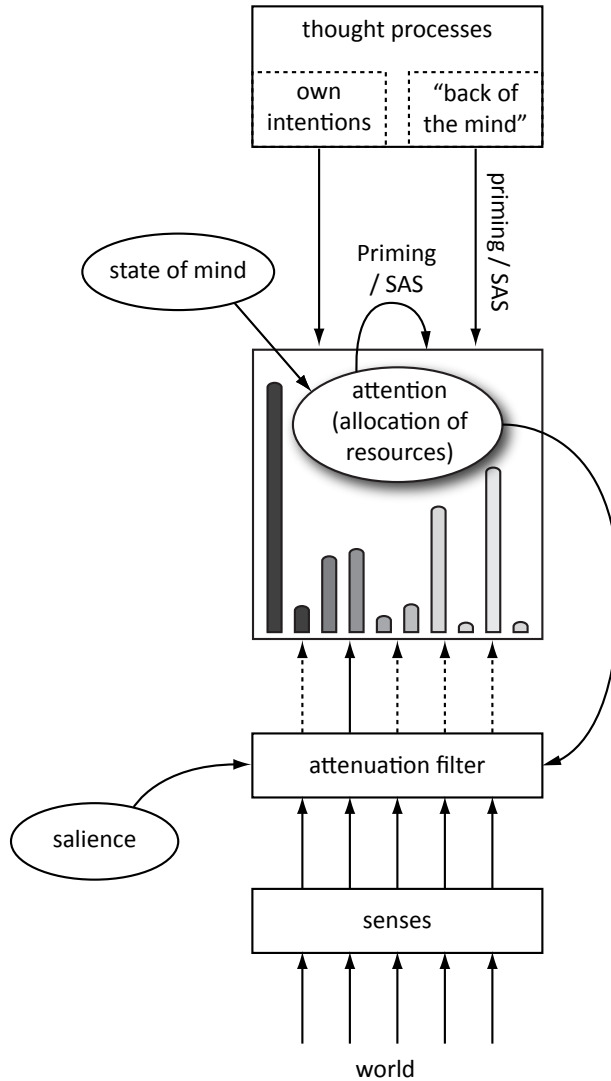 thought processes
own
intentions
“back of
the mind”
priming / SAS
state of mind
Priming
/ SAS
attention
(allocation of
resources)
attenuation filter
salience
senses
world